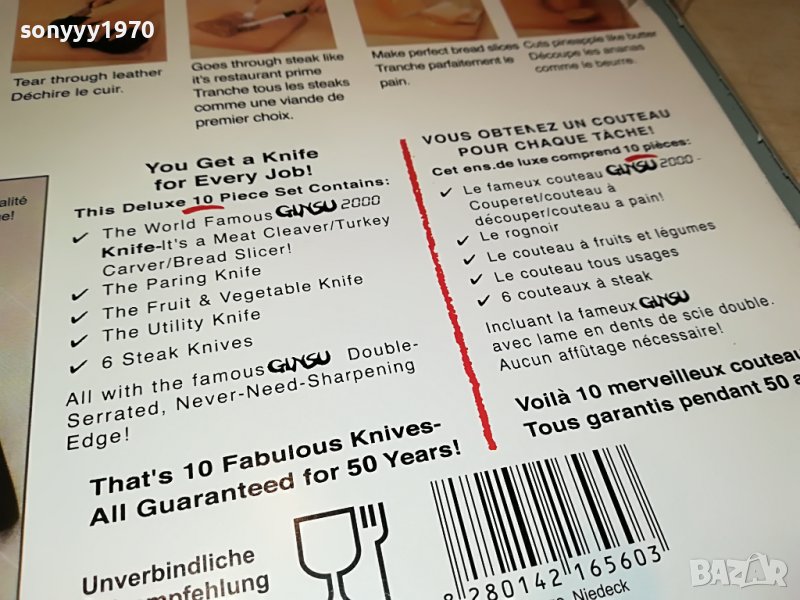 sonyyy1970
Tear through leather
Déchire le cuir.
Goes through steak like
it's restaurant prime
Tranche tous les steaks
comme une viande de
premier choix.
Make perfect bread slices
Tranche parfaitement le
pain.
Cuts pineapple like butter
Découpe les ananas
comme le beurre.
You Get a Knife
for Every Job!
This Deluxe 10 Piece Set Contains:
✓ The World Famous GINSU 2000
Knife-It's a Meat Cleaver/Turkey
Carver/Bread Slicer!
✓ The Paring Knife
✓ The Fruit & Vegetable Knife
✓ The Utility Knife
✓ 6 Steak Knives
All with the famous GINSU Double-
Serrated, Never-Need-Sharpening
Edge!
That's 10 Fabulous Knives-
All Guaranteed for 50 Years!
VOUS OBTENEZ UN COUTEAU
POUR CHAQUE TÂCHE!
Cet ens.de luxe comprend 10 pièces:
✓ Le fameux couteau GINSU 2000-
Couperet/couteau à
découper/couteau a pain!
✓ Le rognoir
✓ Le couteau à fruits et légumes
✓ Le couteau tous usages
✓ 6 couteaux à steak
Incluant la fameux GINSU
avec lame en dents de scie double.
Aucun affûtage nécessaire!
Voilà 10 merveilleux couteau
Tous garantis pendant 50 a
Unverbindliche
mpfehlung
280142 165603
Niedeck
alité
e!
BAZAR